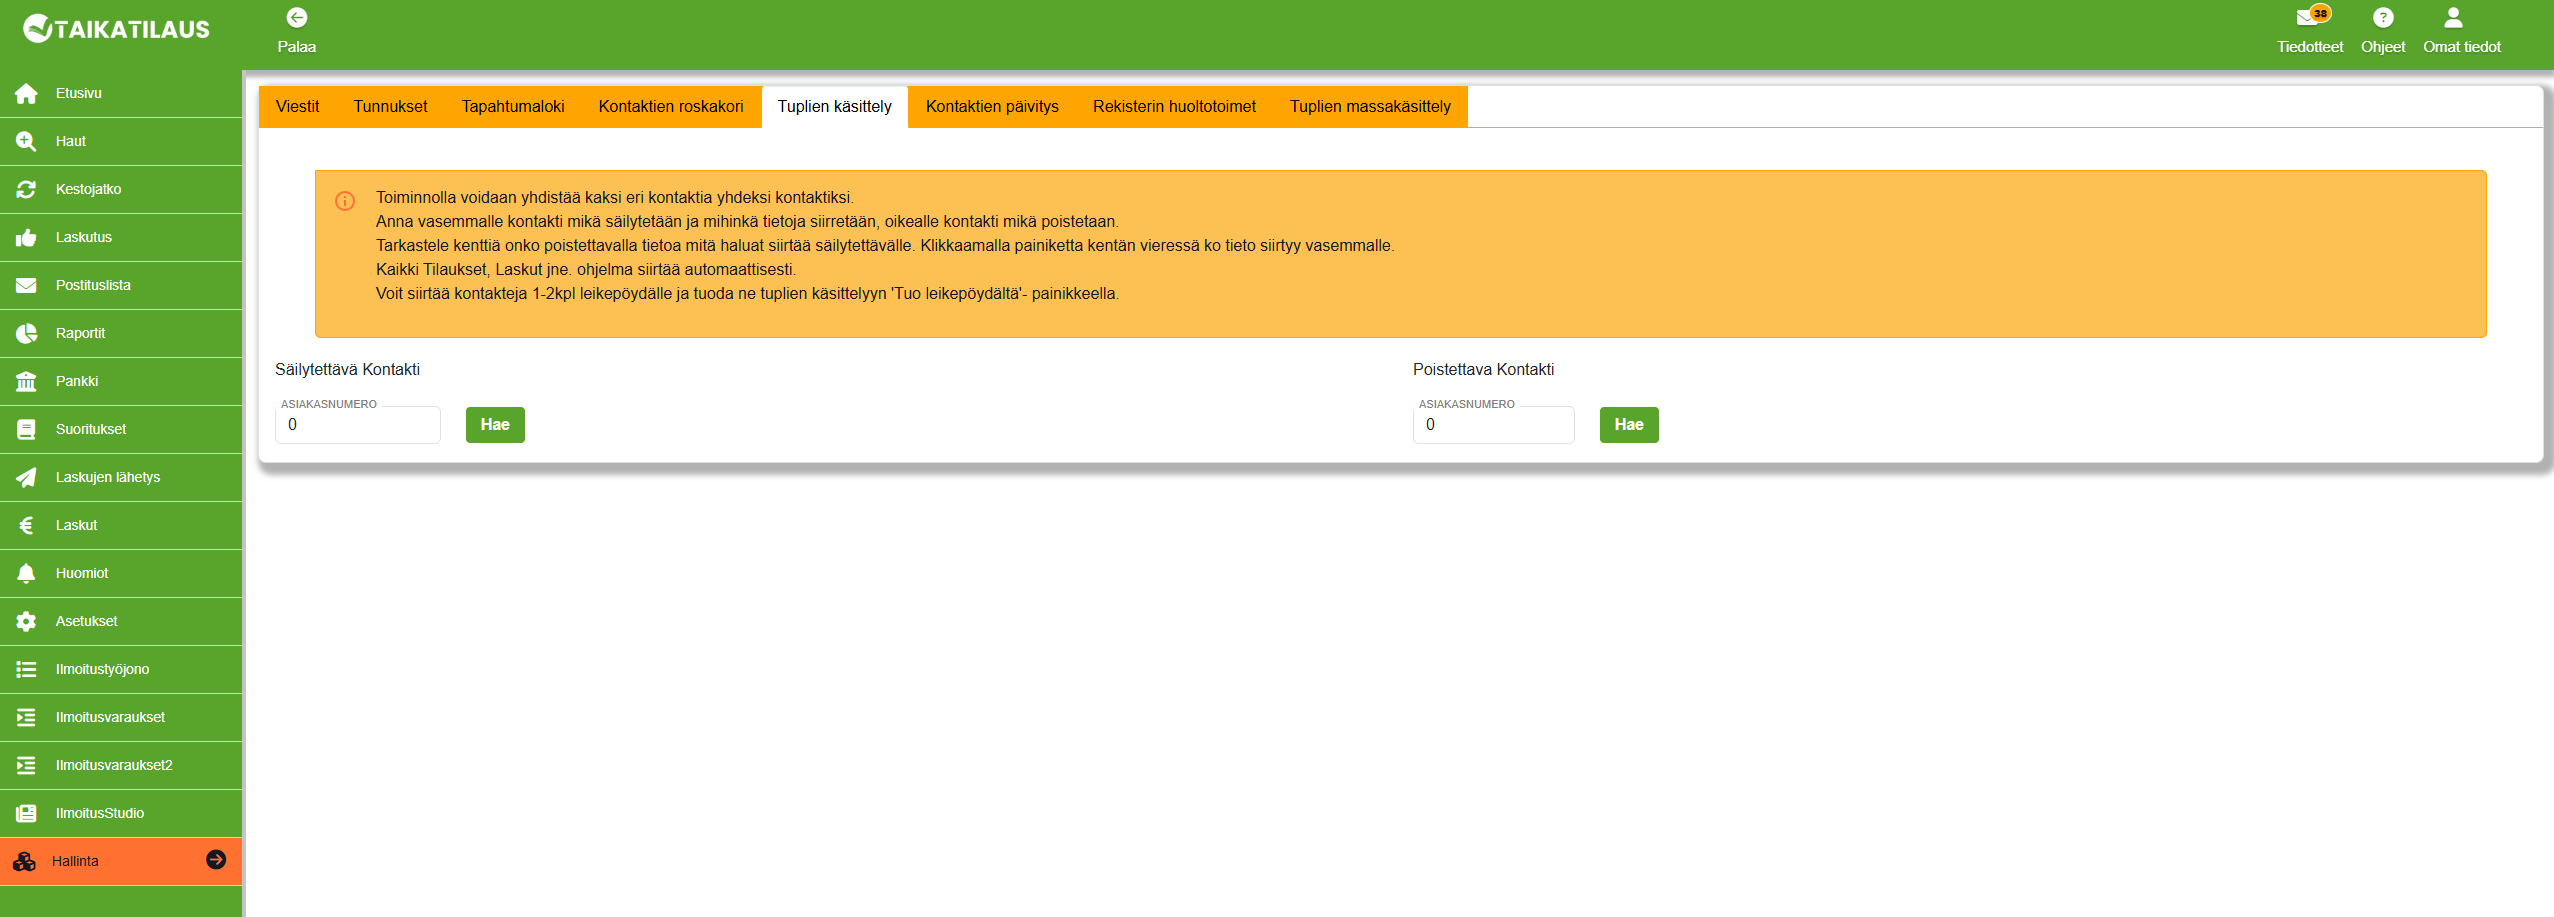 TAIKATILAUS
Palaa
38
Tiedotteet
Ohjeet
Omat tiedot
Etusivu
Haut
Kestojatko
Laskutus
Postituslista
Raportit
Pankki
Suoritukset
Laskujen lähetys
Laskut
Huomiot
Asetukset
Ilmoitustyöjono
Ilmoitusvaraukset
Ilmoitusvaraukset2
IlmoitusStudio
Hallinta
Viestit
Tunnukset
Tapahtumaloki
Kontaktien roskakori
Tuplien käsittely
Kontaktien päivitys
Rekisterin huoltotoimet
Tuplien massakäsittely
Toiminnolla voidaan yhdistää kaksi eri kontaktia yhdeksi kontaktiksi.
Anna vasemmalle kontakti mikä säilytetään ja mihinkä tietoja siirretään, oikealle kontakti mikä poistetaan.
Tarkastele kenttiä onko poistettavalla tietoa mitä haluat siirtää säilytettävälle. Klikkaamalla painiketta kentän vieressä ko tieto siirtyy vasemmalle.
Kaikki Tilaukset, Laskut jne. ohjelma siirtää automaattisesti.
Voit siirtää kontakteja 1-2kpl leikepöydälle ja tuoda ne tuplien käsittelyyn 'Tuo leikepöydältä'- painikkeella.
Säilytettävä Kontakti
ASIAKASNUMERO
0
Hae
Poistettava Kontakti
ASIAKASNUMERO
0
Hae